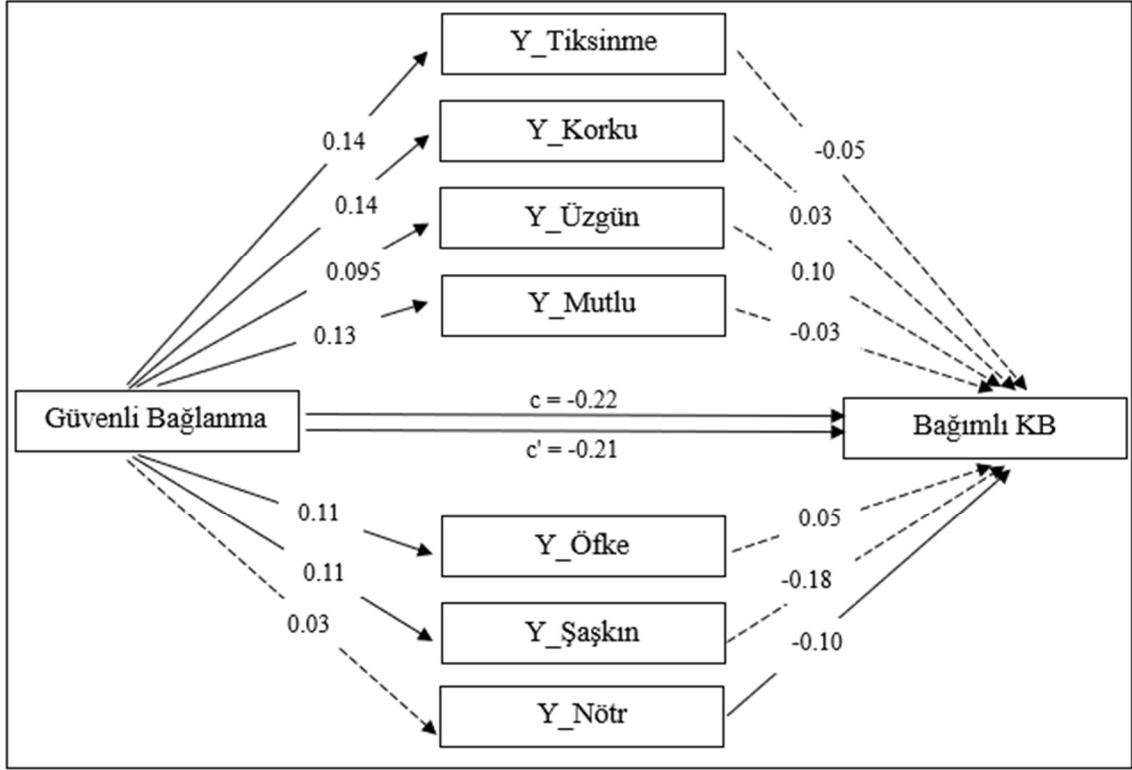 Y_Tiksinme
Y_Korku
Y_Üzgün
Y_Mutlu
0.14
0.14
0.095
0.13
-0.05
0.03
0.10
-0.03
Güvenli Bağlanma
c = -0.22
c' = -0.21
Bağımlı KB
0.11
0.11
0.03
Y_Öfke
Y_Şaşkın
Y_Nötr
0.05
-0.18
-0.10